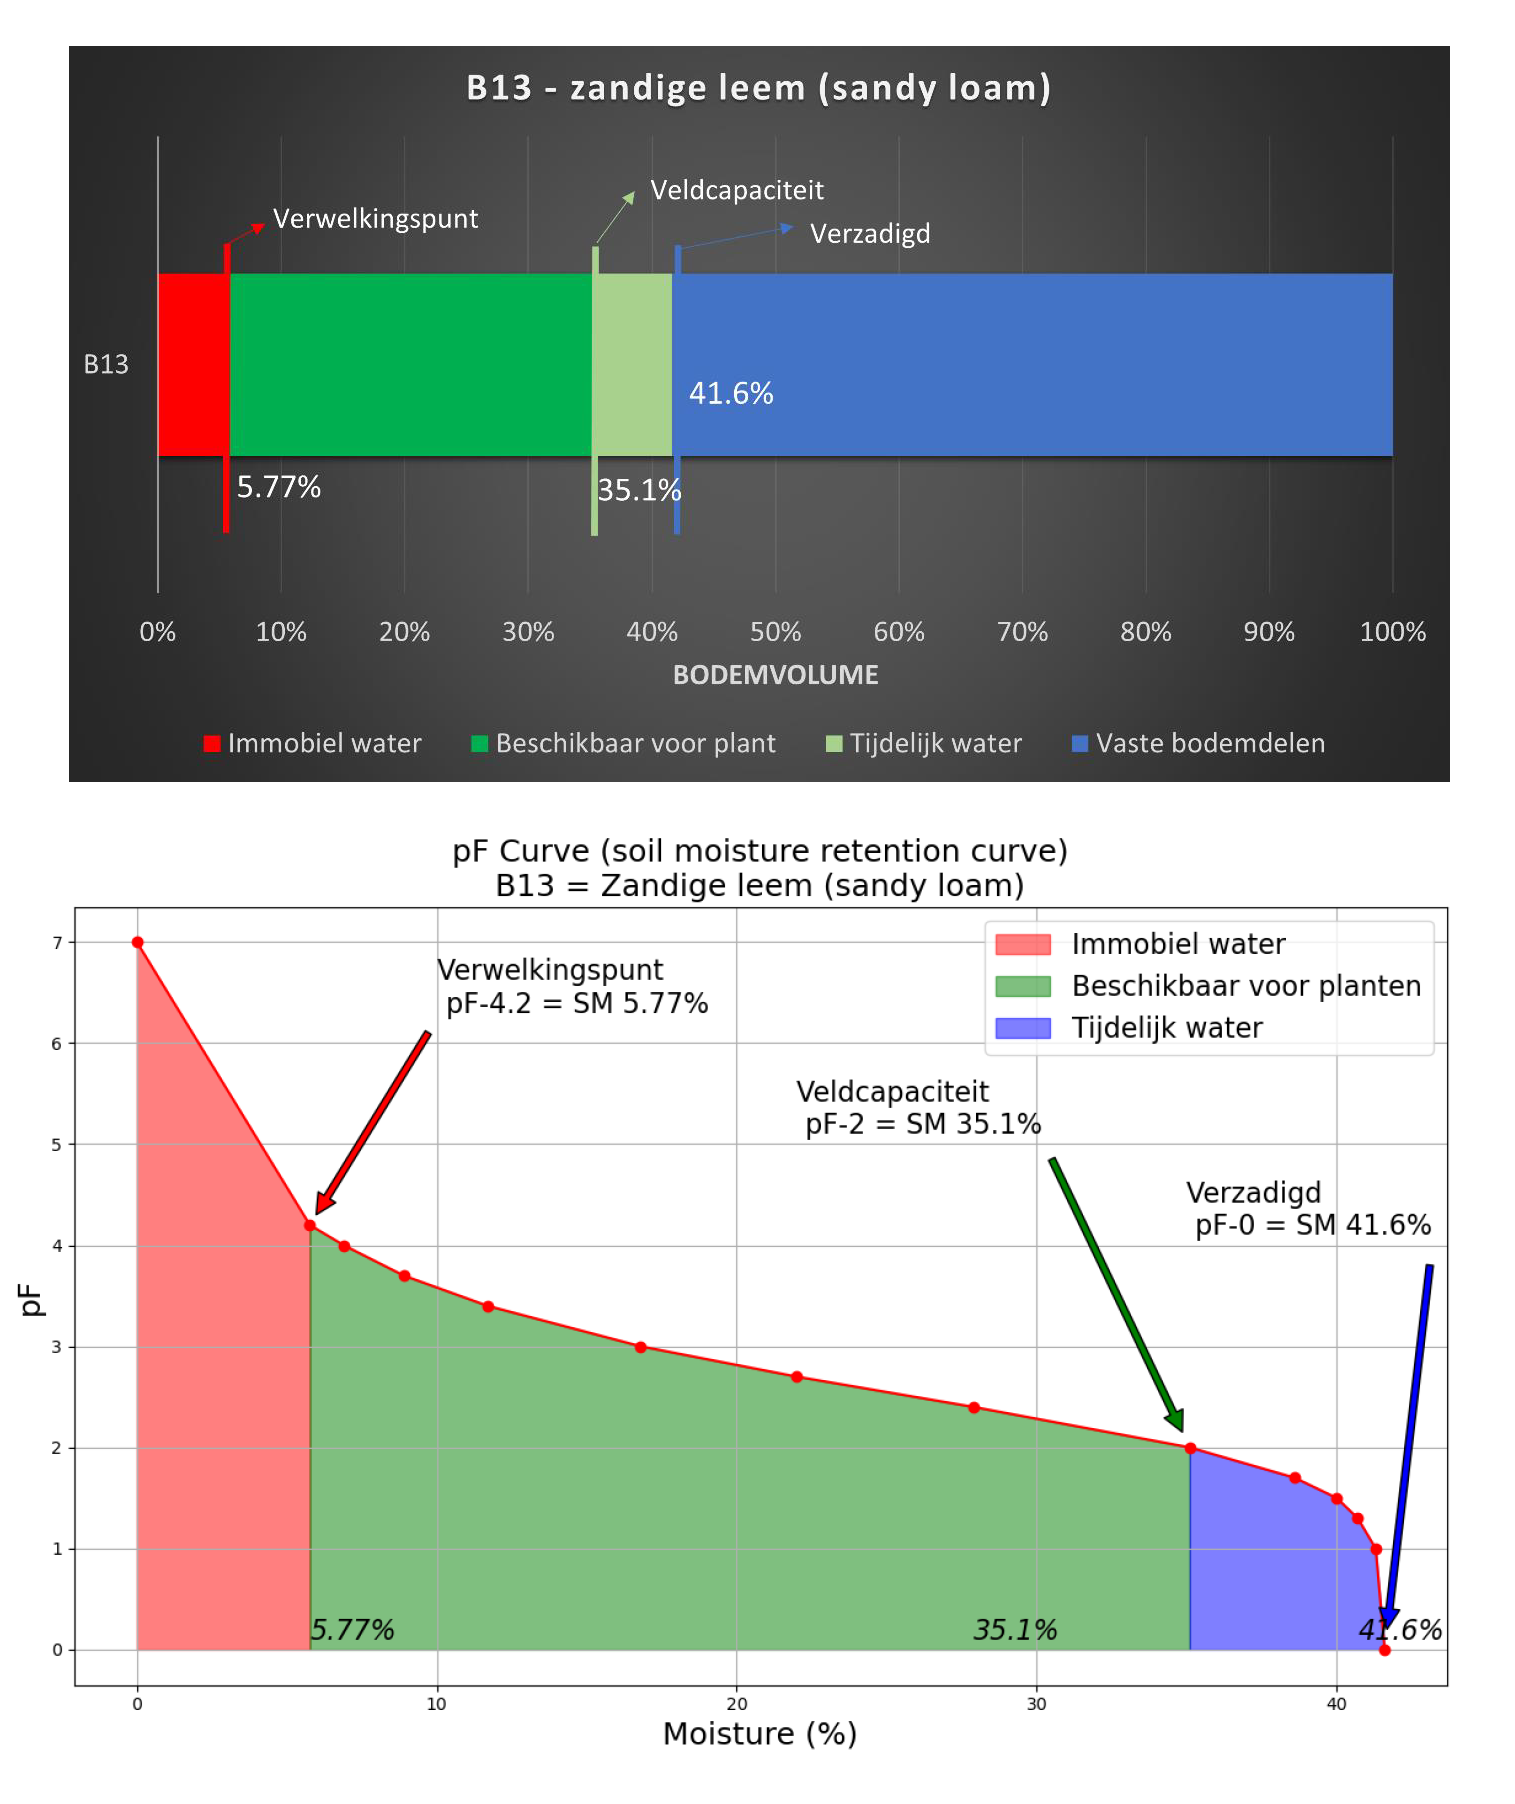 B13 - zandige leem (sandy loam)
Veldcapaciteit
Verwelkingspunt
Verzadigd
B13
41.6%
5.77%
35.1%
0% 10% 20% 30% 40% 50% 60% 70% 80% 90% 100%
BODEMVOLUME
Immobiel water Beschikbaar voor plant Tijdelijk water Vaste bodemdelen
pF Curve (soil moisture retention curve)
B13 = Zandige leem (sandy loam)
Immobiel water
Beschikbaar voor planten
Tijdelijk water
Verwelkingspunt
pF-4.2 = SM 5.77%
Veldcapaciteit
pF-2 = SM 35.1%
Verzadigd
pF-0 = SM 41.6%
7
6
5
4
3
2
1
0
pF
5.77% 35.1% 41.6%
0 10 20 30 40
Moisture (%)